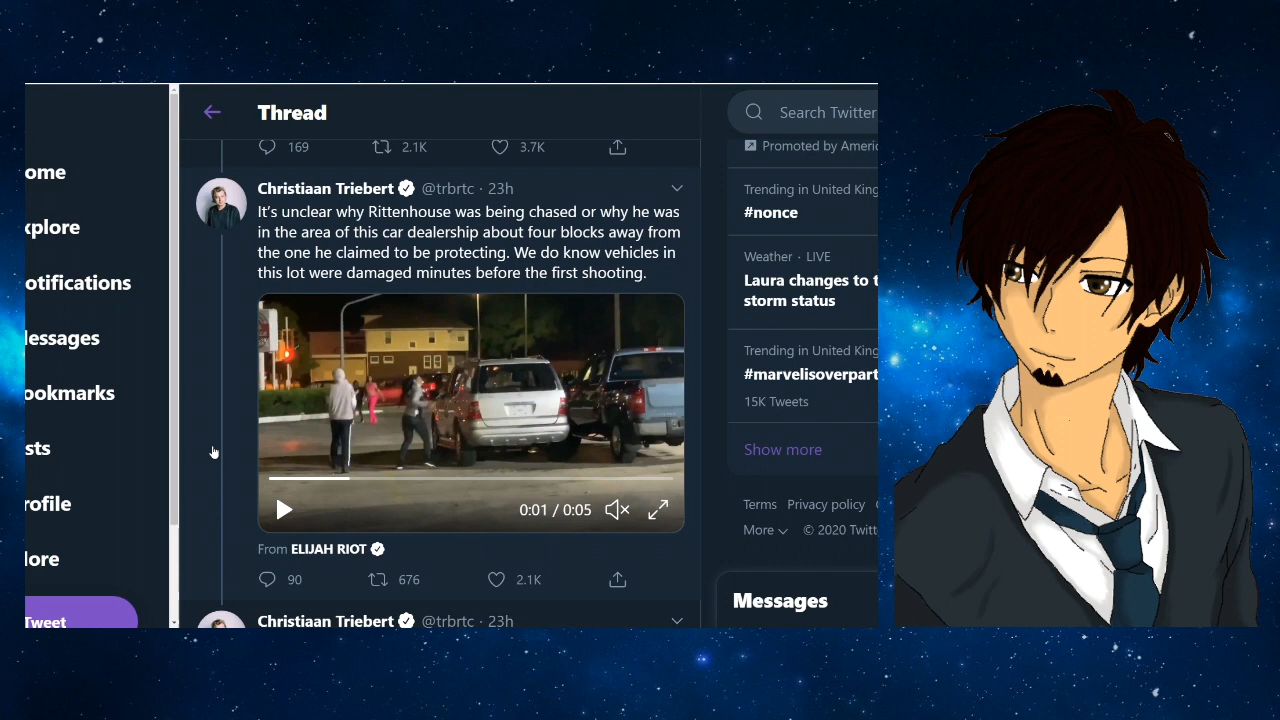 ome
xplore
otifications
essages
ookmarks
sts
rofile
ore
Tweet
Thread
169
2.1K
3.7K
Christiaan Triebert @trbrtc · 23h
It's unclear why Rittenhouse was being chased or why he was
in the area of this car dealership about four blocks away from
the one he claimed to be protecting. We do know vehicles in
this lot were damaged minutes before the first shooting.
0:01 / 0:05
From ELIJAH RIOT
90
676
2.1K
Christiaan Triebert @trbrtc · 23h
Search Twitter
Promoted by Ameri
Trending in United King
#nonce
Weather · LIVE
Laura changes to t
storm status
Trending in United King
#marvelisoverpart
15K Tweets
Show more
Terms Privacy policy
More © 2020 Twitt
Messages